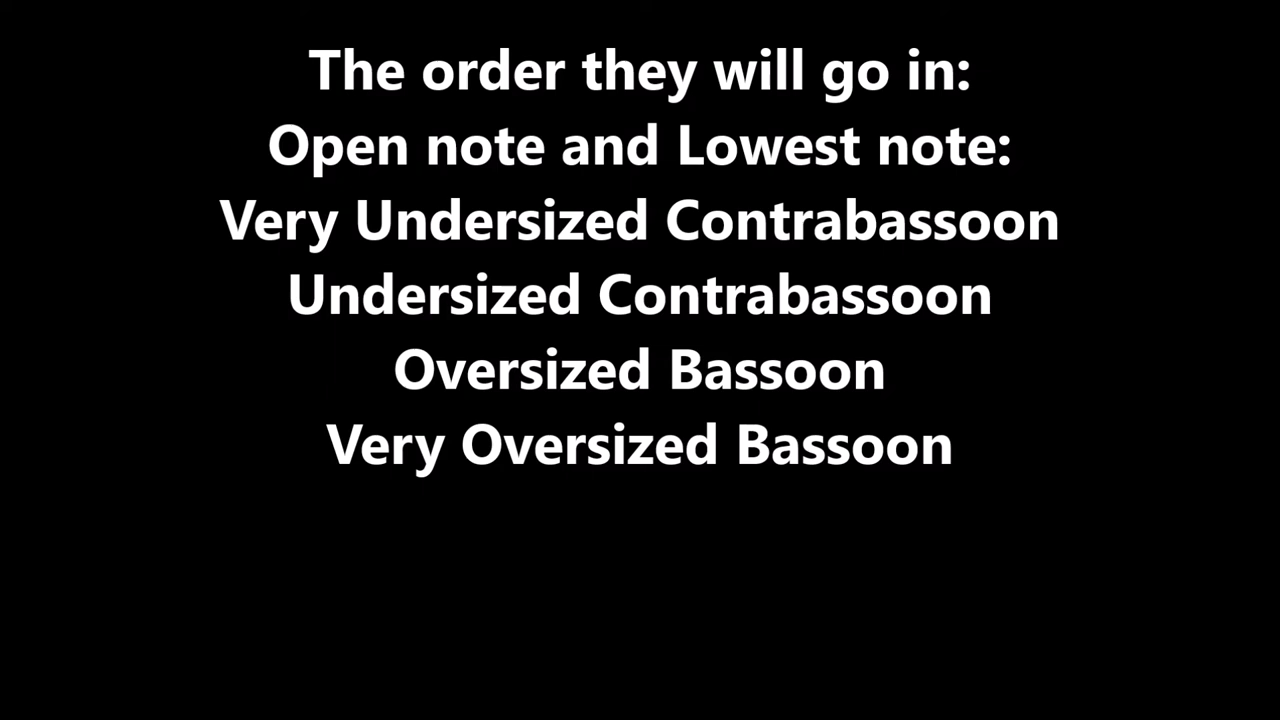 The order they will go in:
Open note and Lowest note:
Very Undersized Contrabassoon
Undersized Contrabassoon
Oversized Bassoon
Very Oversized Bassoon